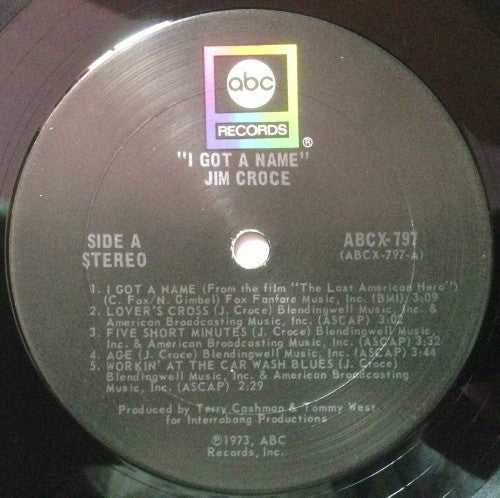 abc
RECORDS
®
"I GOT A NAME"
JIM CROCE
SIDE A
STEREO
ABCX-797
(ABCX-797-A)
1. I GOT A NAME (From the film "The Last American Hero")
(C. Fox/N. Gimbel) Fox Fanfare Music, Inc. (BMI) 3:09
2. LOVER'S CROSS (J. Croce) Blendingwell Music, Inc. &
American Broadcasting Music, Inc. (ASCAP) 3:02
3. FIVE SHORT MINUTES (J. Croce) Blendingwell Music, Inc.
& American Broadcasting Music, Inc. (ASCAP) 3:32
4. AGE (J. Croce) Blendingwell Music, Inc. (ASCAP) 3:44
5. WORKIN' AT THE CAR WASH BLUES (J. Croce)
Blendingwell Music, Inc. & American Broadcasting
Music, Inc. (ASCAP) 2:29
Produced by Terry Cashman & Tommy West
for Interrobang Productions
℗1973, ABC
Records, Inc.